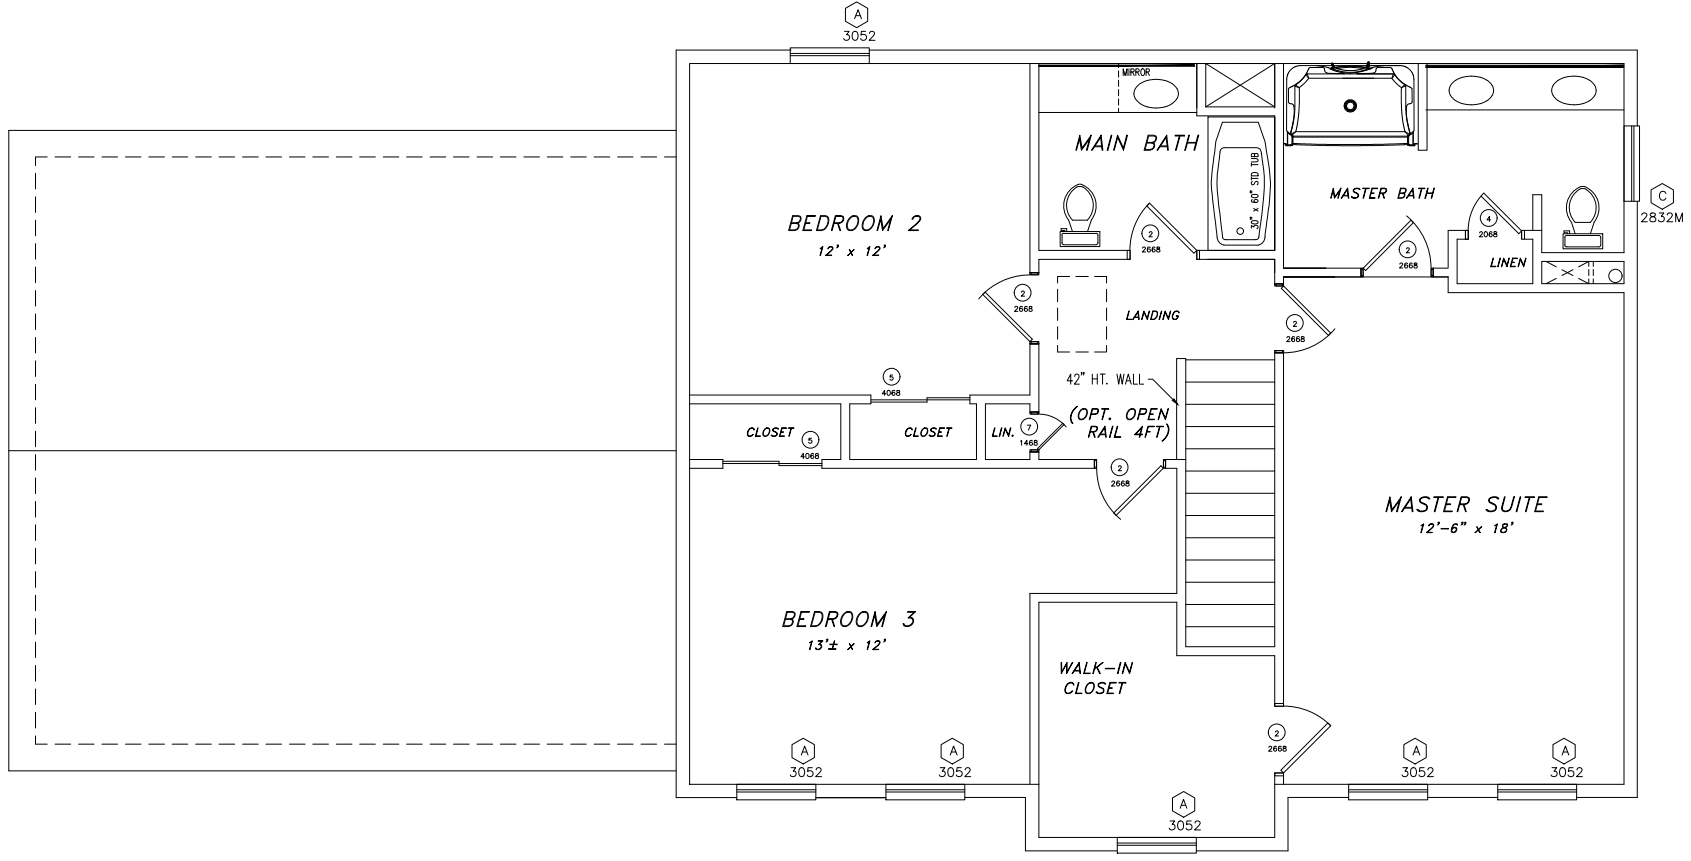 A
3052
MIRROR
MAIN BATH
30" x 60" STD TUB
MASTER BATH
C
2832M
BEDROOM 2
12' x 12'
2
2668
4
2068
2
2668
LINEN
2
2668
LANDING
2
2668
5
4068
42" HT. WALL
(OPT. OPEN
RAIL 4FT)
CLOSET
5
4068
CLOSET
LIN.
7
1468
2
2668
MASTER SUITE
12'-6" x 18'
BEDROOM 3
13'± x 12'
WALK-IN
CLOSET
2
2668
A
3052
A
3052
A
3052
A
3052
A
3052